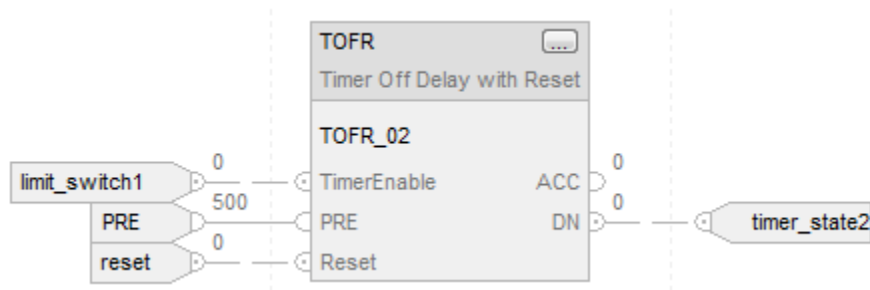 TOFR
...
Timer Off Delay with Reset
TOFR_02
limit_switch1 0 TimerEnable ACC 0
PRE 500 PRE DN 0 timer_state2
reset 0 Reset